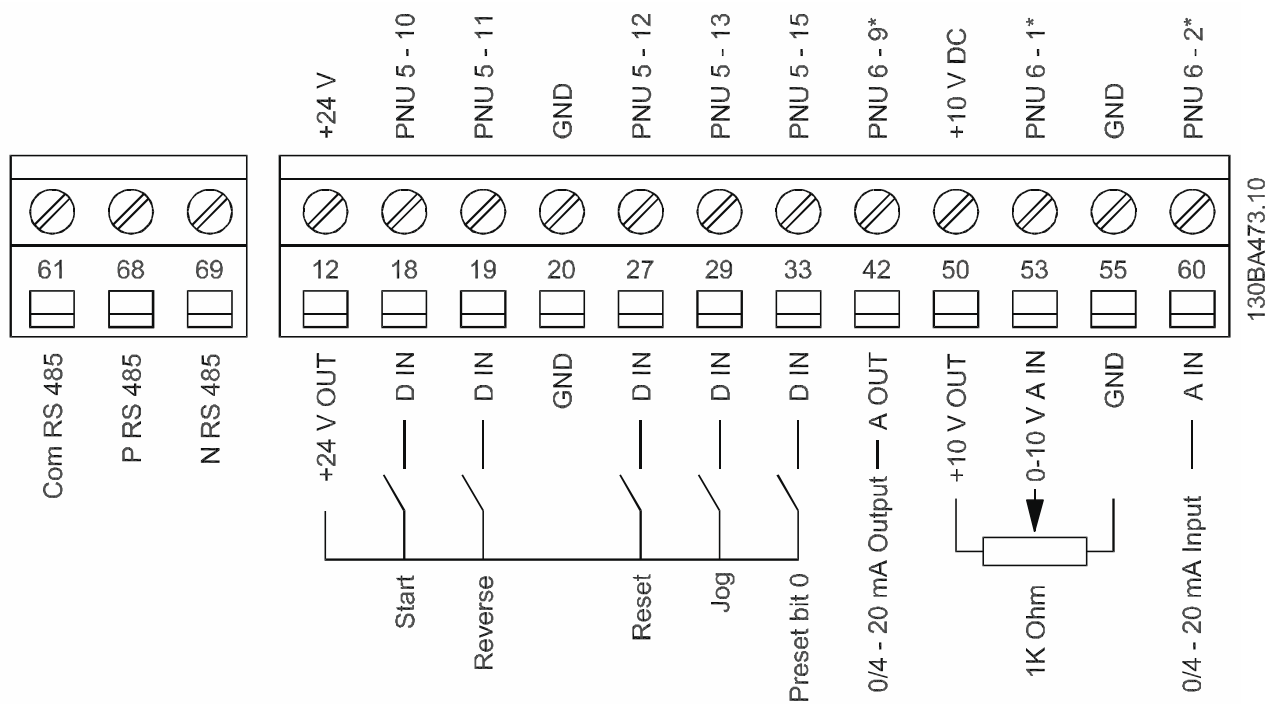 +24 V
PNU 5 - 10
PNU 5 - 11
GND
PNU 5 - 12
PNU 5 - 13
PNU 5 - 15
PNU 6 - 9*
+10 V DC
PNU 6 - 1*
GND
PNU 6 - 2*
61 68 69
12 18 19 20 27 29 33 42 50 53 55 60
130BA473.10
Com RS 485
P RS 485
N RS 485
+24 V OUT
D IN
D IN
GND
D IN
D IN
D IN
0/4 - 20 mA Output A OUT
+10 V OUT
0-10 V A IN
GND
0/4 - 20 mA Input A IN
Start
Reverse
Reset
Jog
Preset bit 0
1K Ohm